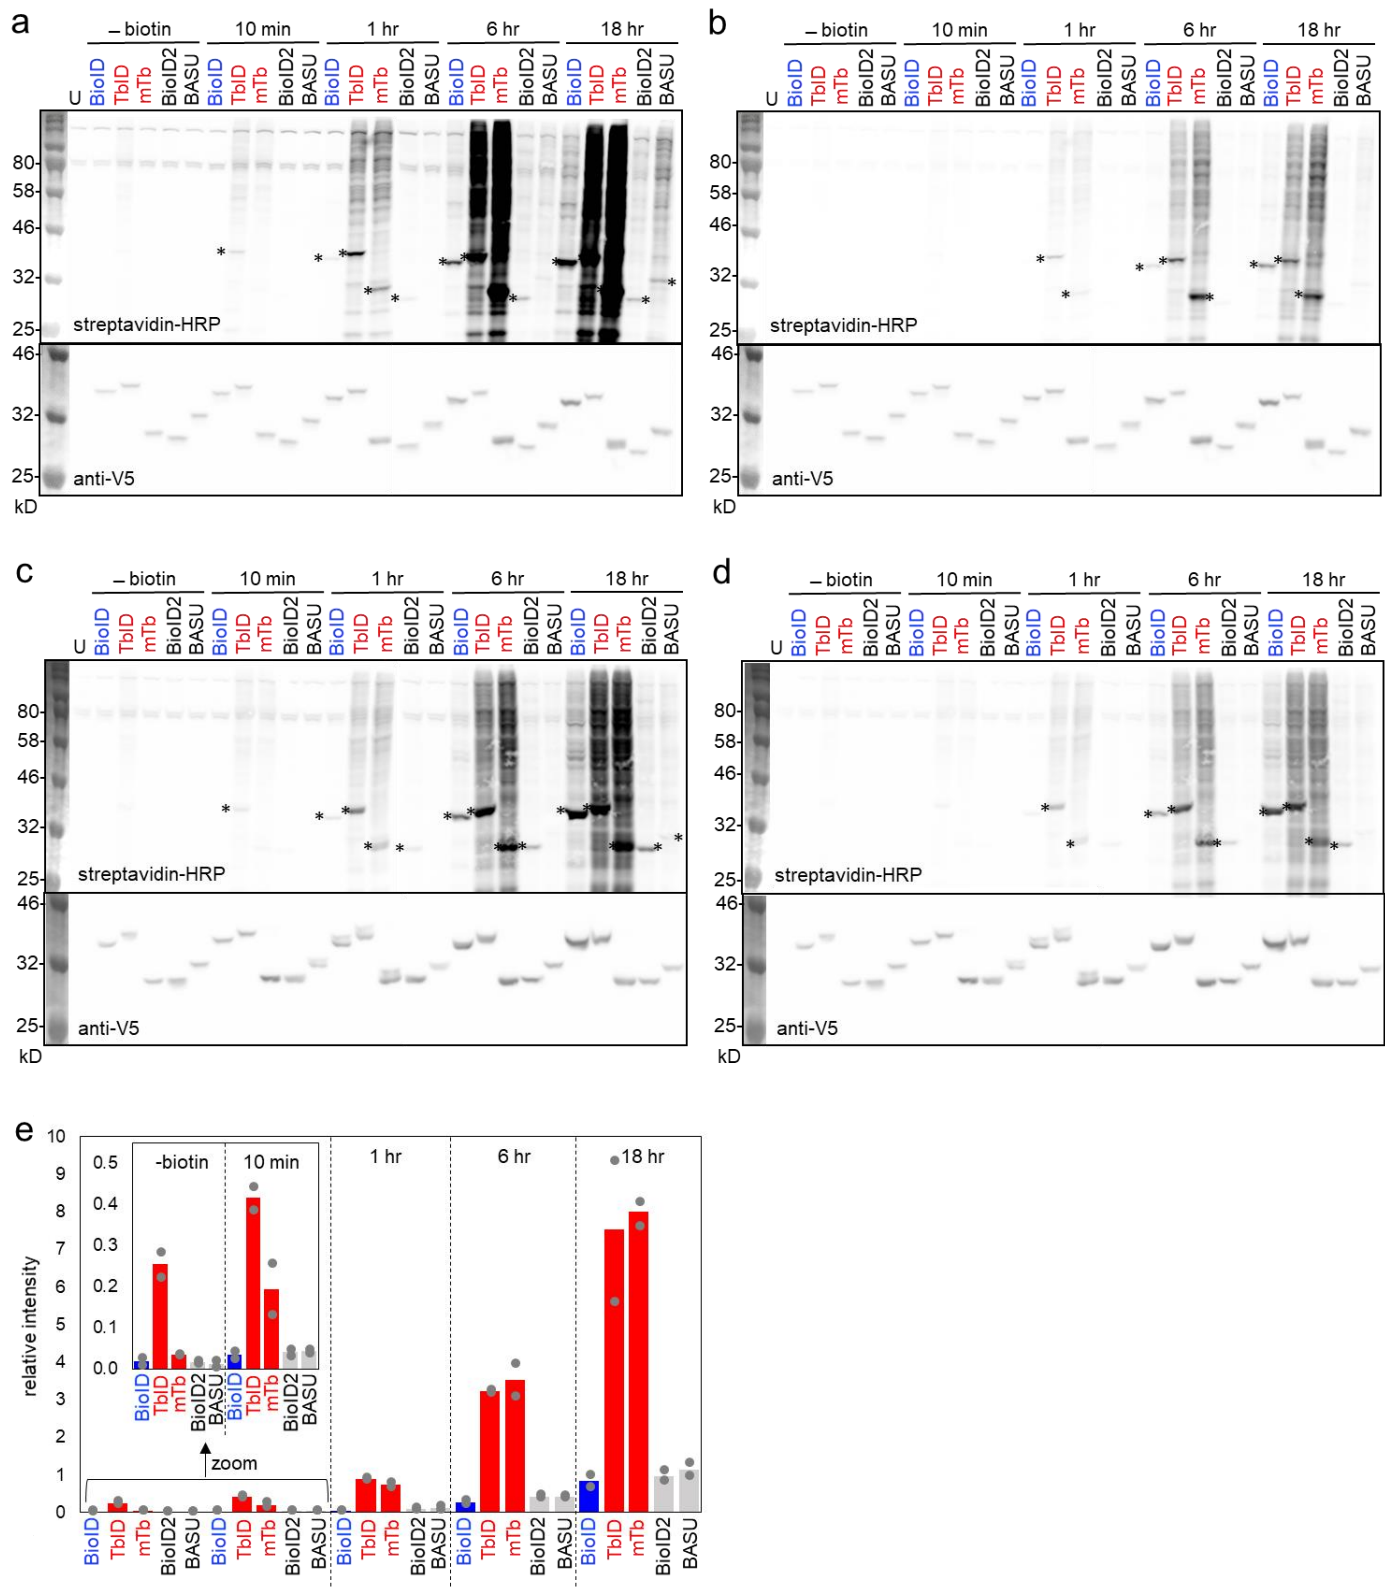 a
– biotin 10 min 1 hr 6 hr 18 hr
U BioID TbID mTb BioID2 BASU BioID TbID mTb BioID2 BASU BioID TbID mTb BioID2 BASU BioID TbID mTb BioID2 BASU BioID TbID mTb BioID2 BASU
80
58
46
32
25
streptavidin-HRP
46
32
25
anti-V5
kD
b
– biotin 10 min 1 hr 6 hr 18 hr
U BioID TbID mTb BioID2 BASU BioID TbID mTb BioID2 BASU BioID TbID mTb BioID2 BASU BioID TbID mTb BioID2 BASU BioID TbID mTb BioID2 BASU
80
58
46
32
25
streptavidin-HRP
46
32
25
anti-V5
kD
c
– biotin 10 min 1 hr 6 hr 18 hr
U BioID TbID mTb BioID2 BASU BioID TbID mTb BioID2 BASU BioID TbID mTb BioID2 BASU BioID TbID mTb BioID2 BASU BioID TbID mTb BioID2 BASU
80
58
46
32
25
streptavidin-HRP
46
32
25
anti-V5
kD
d
– biotin 10 min 1 hr 6 hr 18 hr
U BioID TbID mTb BioID2 BASU BioID TbID mTb BioID2 BASU BioID TbID mTb BioID2 BASU BioID TbID mTb BioID2 BASU BioID TbID mTb BioID2 BASU
80
58
46
32
25
streptavidin-HRP
46
32
25
anti-V5
kD
e
relative intensity
10
9
8
7
6
5
4
3
2
1
0
-biotin 10 min 1 hr 6 hr 18 hr
0.5
0.4
0.3
0.2
0.1
0.0
BioID TbID mTb BioID2 BASU BioID TbID mTb BioID2 BASU
zoom
BioID TbID mTb BioID2 BASU BioID TbID mTb BioID2 BASU BioID TbID mTb BioID2 BASU BioID TbID mTb BioID2 BASU BioID TbID mTb BioID2 BASU